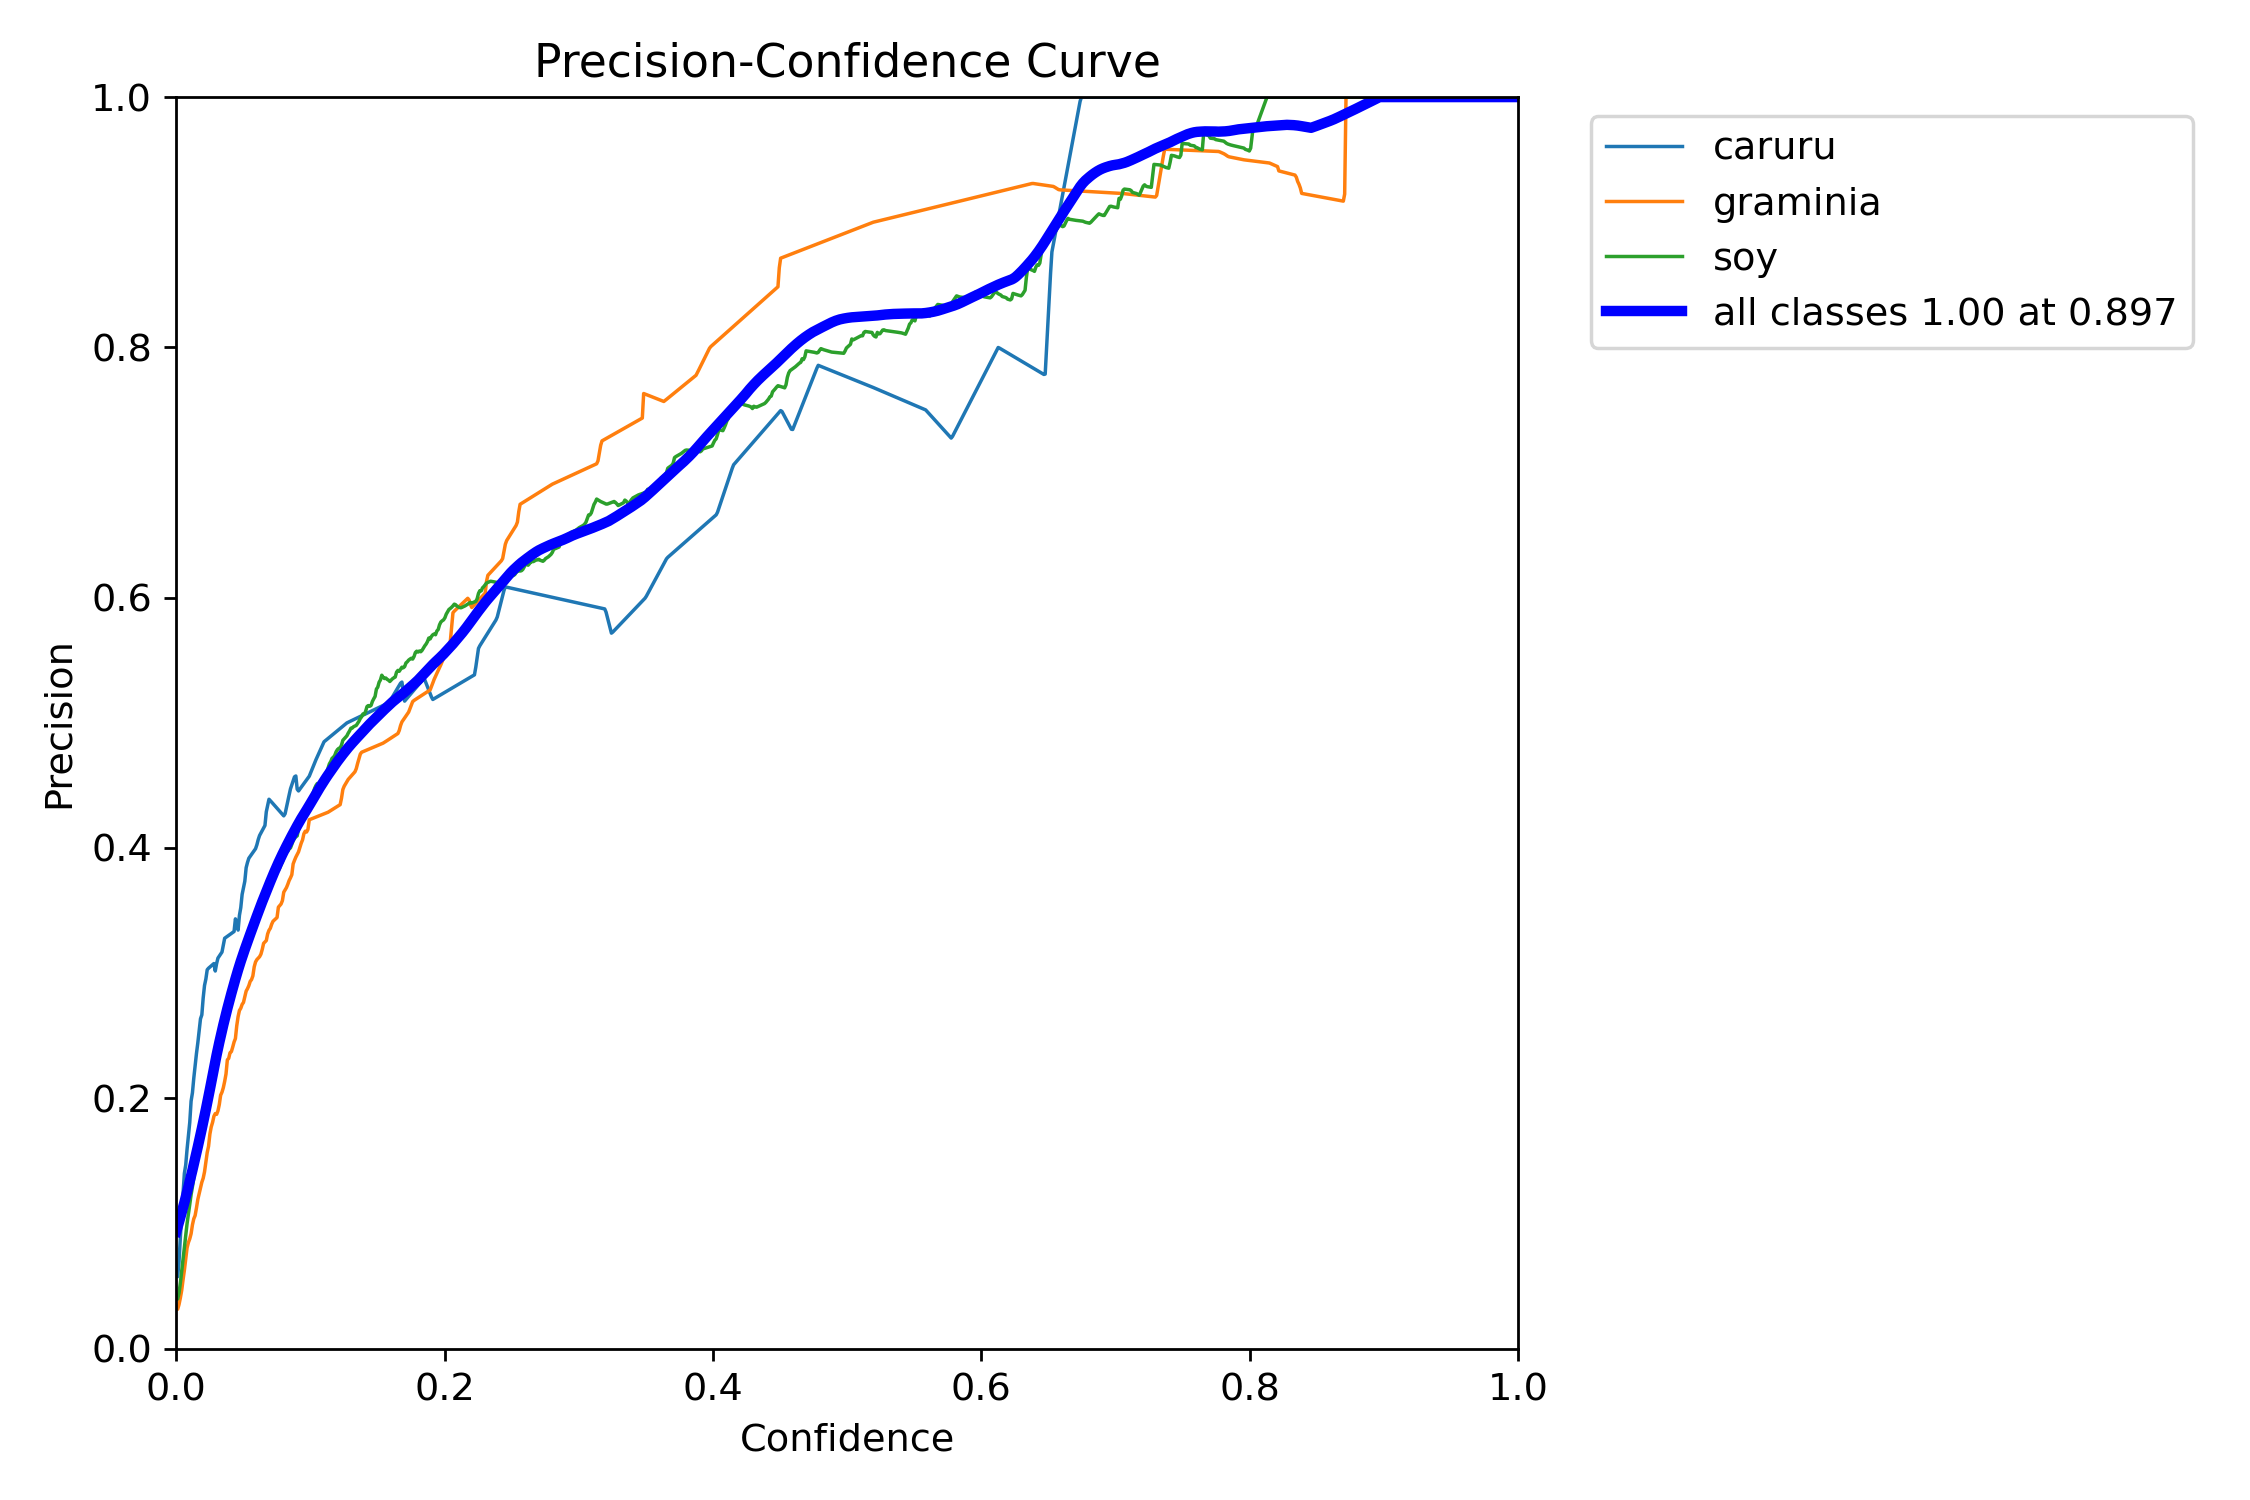 Precision-Confidence Curve
1.0
0.8
0.6
0.4
0.2
0.0
Precision
0.0 0.2 0.4 0.6 0.8 1.0
Confidence
caruru
graminia
soy
all classes 1.00 at 0.897